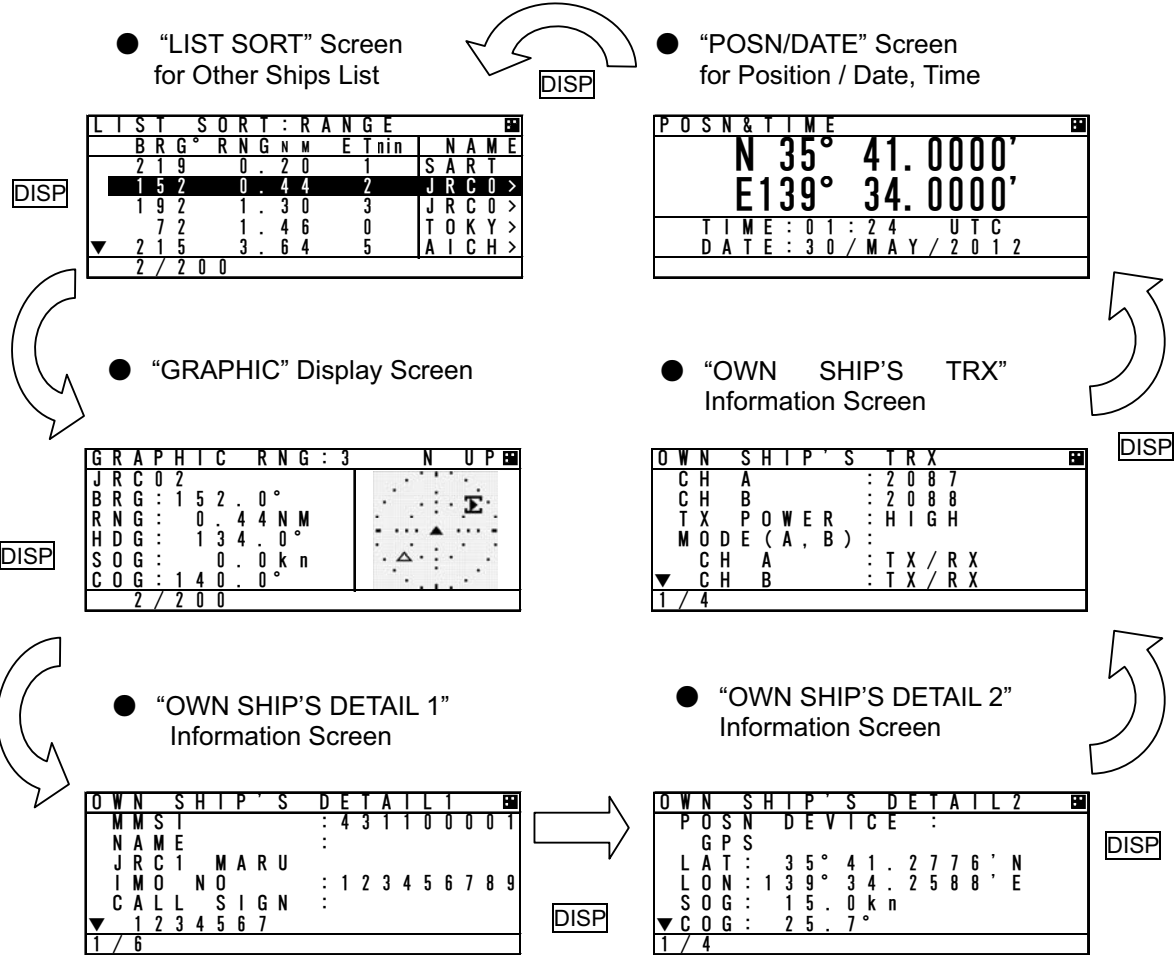 ● “LIST SORT” Screen
for Other Ships List
DISP
● “POSN/DATE” Screen
for Position / Date, Time
LIST SORT:RANGE
BRG° RNGNM ETmin NAME
219 0.20 1 SART
152 0.44 2 JRC0>
192 1.30 3 JRC0>
72 1.46 0 TOKY>
▼ 215 3.64 5 AICH>
2/200
POSN&TIME
N 35° 41.0000’
E139° 34.0000’
TIME:01:24 UTC
DATE:30/MAY/2012
DISP
● “GRAPHIC” Display Screen
● “OWN SHIP’S TRX”
Information Screen
DISP
GRAPHIC RNG:3 N UP
JRC02
BRG:152.0°
RNG: 0.44NM
HDG: 134.0°
SOG: 0.0kn
COG:140.0°
2/200
OWN SHIP'S TRX
CH A :2087
CH B :2088
TX POWER :HIGH
MODE(A,B):
CH A :TX/RX
▼ CH B :TX/RX
1/4
DISP
● “OWN SHIP’S DETAIL 1”
Information Screen
● “OWN SHIP’S DETAIL 2”
Information Screen
OWN SHIP'S DETAIL1
MMSI :431100001
NAME :
JRC1 MARU
IMO NO :123456789
CALL SIGN :
▼ 1234567
1/6
DISP
OWN SHIP'S DETAIL2
POSN DEVICE :
GPS
LAT: 35°41.2776'N
LON:139°34.2588'E
SOG: 15.0kn
▼COG: 25.7°
1/4
DISP